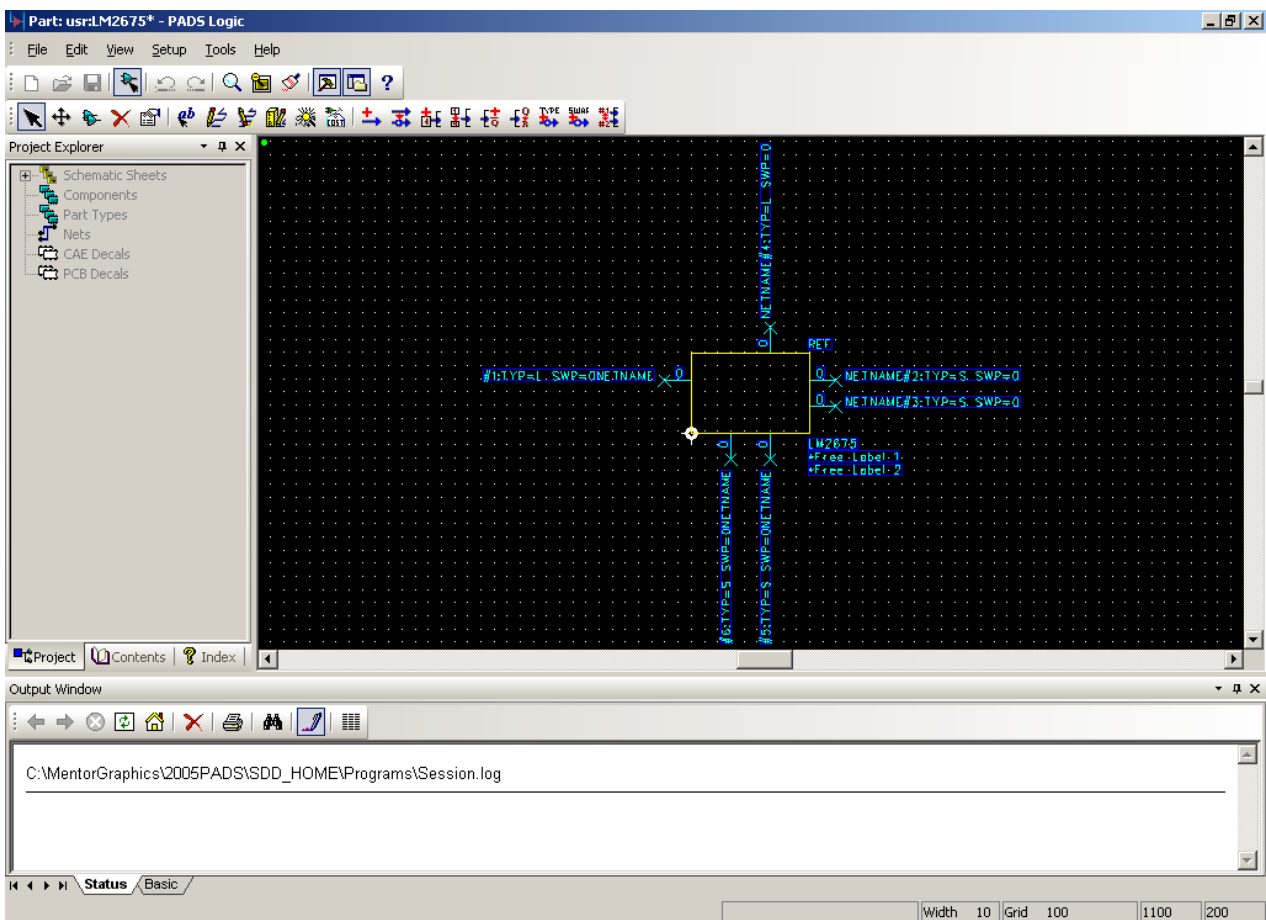 Part: usr:LM2675* - PADS Logic
File Edit View Setup Tools Help
Project Explorer
Schematic Sheets
Components
Part Types
Nets
CAE Decals
PCB Decals
Project Contents Index
NETNAME#4:TYP=L SWP=0
0
REF
#1:TYP=L SWP=0NETNAME 0
0 NETNAME#2:TYP=S SWP=0
0 NETNAME#3:TYP=S SWP=0
0 0
LM2675
*Free Label 1
*Free Label 2
#6:TYP=S SWP=0NETNAME
#5:TYP=S SWP=0NETNAME
Output Window
C:\MentorGraphics\2005PADS\SDD_HOME\Programs\Session.log
Status Basic
Width 10 Grid 100 1100 200